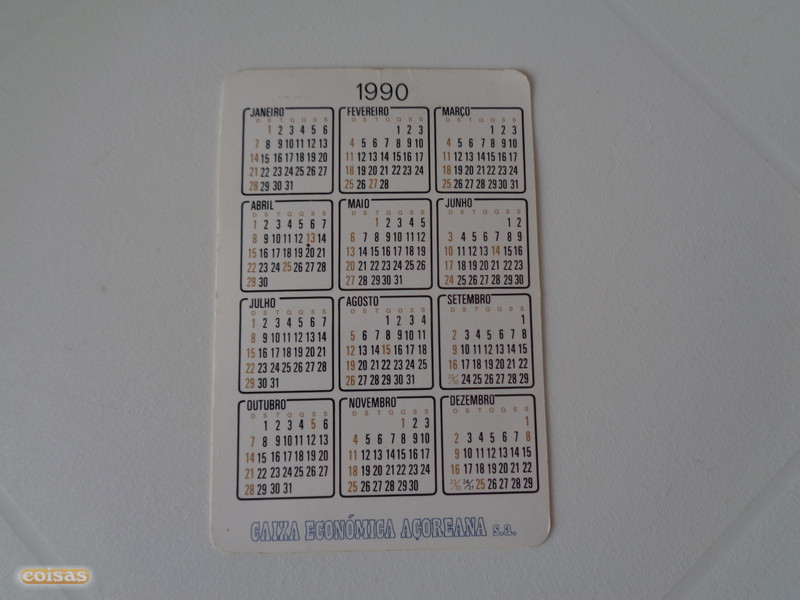 1990
JANEIRO FEVEREIRO MARÇO
D S T Q Q S S D S T Q Q S S D S T Q Q S S
1 2 3 4 5 6 1 2 3 1 2 3
7 8 9 10 11 12 13 4 5 6 7 8 9 10 4 5 6 7 8 9 10
14 15 16 17 18 19 20 11 12 13 14 15 16 17 11 12 13 14 15 16 17
21 22 23 24 25 26 27 18 19 20 21 22 23 24 18 19 20 21 22 23 24
28 29 30 31 25 26 27 28 25 26 27 28 29 30 31
ABRIL MAIO JUNHO
D S T Q Q S S D S T Q Q S S D S T Q Q S S
1 2 3 4 5 6 7 1 2 3 4 5 1 2
8 9 10 11 12 13 14 6 7 8 9 10 11 12 3 4 5 6 7 8 9
15 16 17 18 19 20 21 13 14 15 16 17 18 19 10 11 12 13 14 15 16
22 23 24 25 26 27 28 20 21 22 23 24 25 26 17 18 19 20 21 22 23
29 30 27 28 29 30 31 24 25 26 27 28 29 30
JULHO AGOSTO SETEMBRO
D S T Q Q S S D S T Q Q S S D S T Q Q S S
1 2 3 4 5 6 7 1 2 3 4 1
8 9 10 11 12 13 14 5 6 7 8 9 10 11 2 3 4 5 6 7 8
15 16 17 18 19 20 21 12 13 14 15 16 17 18 9 10 11 12 13 14 15
22 23 24 25 26 27 28 19 20 21 22 23 24 25 16 17 18 19 20 21 22
29 30 31 26 27 28 29 30 31 23/30 24 25 26 27 28 29
OUTUBRO NOVEMBRO DEZEMBRO
D S T Q Q S S D S T Q Q S S D S T Q Q S S
1 2 3 4 5 6 1 2 3 1
7 8 9 10 11 12 13 4 5 6 7 8 9 10 2 3 4 5 6 7 8
14 15 16 17 18 19 20 11 12 13 14 15 16 17 9 10 11 12 13 14 15
21 22 23 24 25 26 27 18 19 20 21 22 23 24 16 17 18 19 20 21 22
28 29 30 31 25 26 27 28 29 30 23/30 24/31 25 26 27 28 29
CAIXA ECONÓMICA AÇOREANA s.a.
coisas